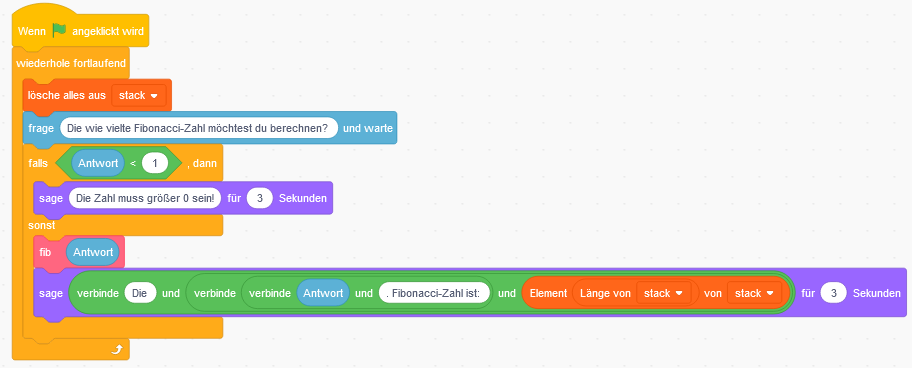 Wenn angeklickt wird
wiederhole fortlaufend
lösche alles aus stack
frage Die wie vielte Fibonacci-Zahl möchtest du berechnen? und warte
falls Antwort < 1 , dann
sage Die Zahl muss größer 0 sein! für 3 Sekunden
sonst
fib Antwort
sage verbinde Die und verbinde verbinde Antwort und . Fibonacci-Zahl ist: und Element Länge von stack von stack für 3 Sekunden